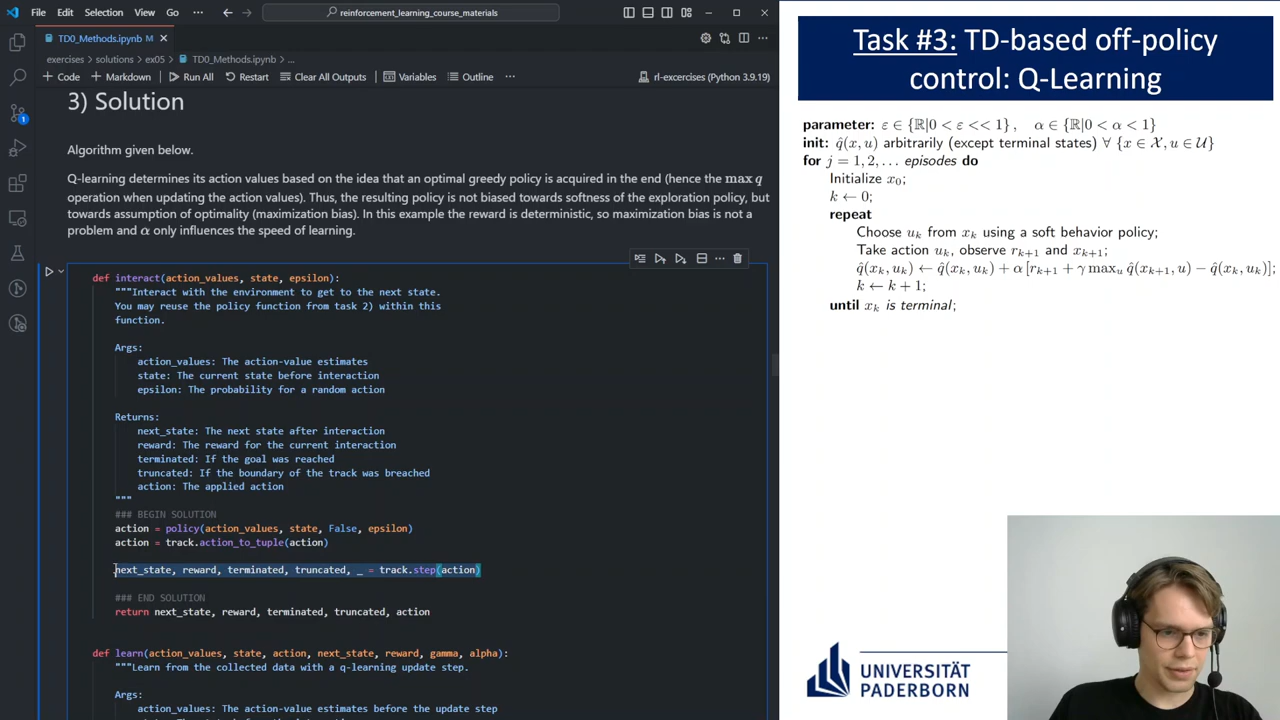 File Edit Selection View Go ···
reinforcement_learning_course_materials
TD0_Methods.ipynb M
exercises > solutions > ex05 > TD0_Methods.ipynb > ...
+ Code + Markdown Run All Restart Clear All Outputs Variables Outline ··· rl-excercises (Python 3.9.19)
3) Solution
Algorithm given below.
Q-learning determines its action values based on the idea that an optimal greedy policy is acquired in the end (hence the max q
operation when updating the action values). Thus, the resulting policy is not biased towards softness of the exploration policy, but
towards assumption of optimality (maximization bias). In this example the reward is deterministic, so maximization bias is not a
problem and α only influences the speed of learning.
def interact(action_values, state, epsilon):
"""Interact with the environment to get to the next state.
You may reuse the policy function from task 2) within this
function.
Args:
action_values: The action-value estimates
state: The current state before interaction
epsilon: The probability for a random action
Returns:
next_state: The next state after interaction
reward: The reward for the current interaction
terminated: If the goal was reached
truncated: If the boundary of the track was breached
action: The applied action
"""
### BEGIN SOLUTION
action = policy(action_values, state, False, epsilon)
action = track.action_to_tuple(action)
next_state, reward, terminated, truncated, _ = track.step(action)
### END SOLUTION
return next_state, reward, terminated, truncated, action
def learn(action_values, state, action, next_state, reward, gamma, alpha):
"""Learn from the collected data with a q-learning update step.
Args:
action_values: The action-value estimates before the update step
1
Task #3: TD-based off-policy
control: Q-Learning
parameter: ε ∈ {ℝ|0 < ε << 1}, α ∈ {ℝ|0 < α < 1}
init: q̂(x, u) arbitrarily (except terminal states) ∀ {x ∈ 𝒳, u ∈ 𝒰}
for j = 1, 2, ... episodes do
Initialize x₀;
k ← 0;
repeat
Choose uₖ from xₖ using a soft behavior policy;
Take action uₖ, observe rₖ₊₁ and xₖ₊₁;
q̂(xₖ, uₖ) ← q̂(xₖ, uₖ) + α [rₖ₊₁ + γ maxᵤ q̂(xₖ₊₁, u) − q̂(xₖ, uₖ)];
k ← k + 1;
until xₖ is terminal;
UNIVERSITÄT
PADERBORN